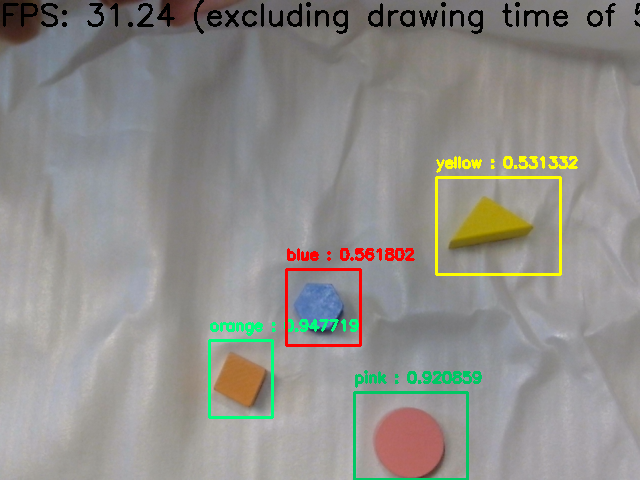 FPS: 31.24 (excluding drawing time of 5
yellow : 0.531332
blue : 0.561802
orange : 0.947719
pink : 0.920859